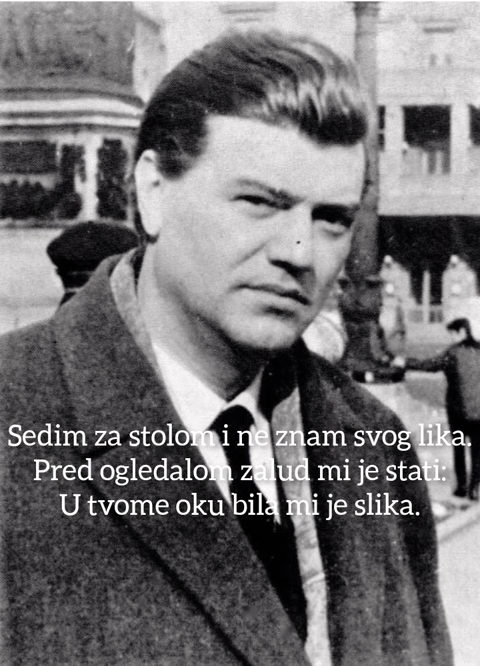 Sedim za stolom i ne znam svog lika.
Pred ogledalom zalud mi je stati:
U tvome oku bila mi je slika.